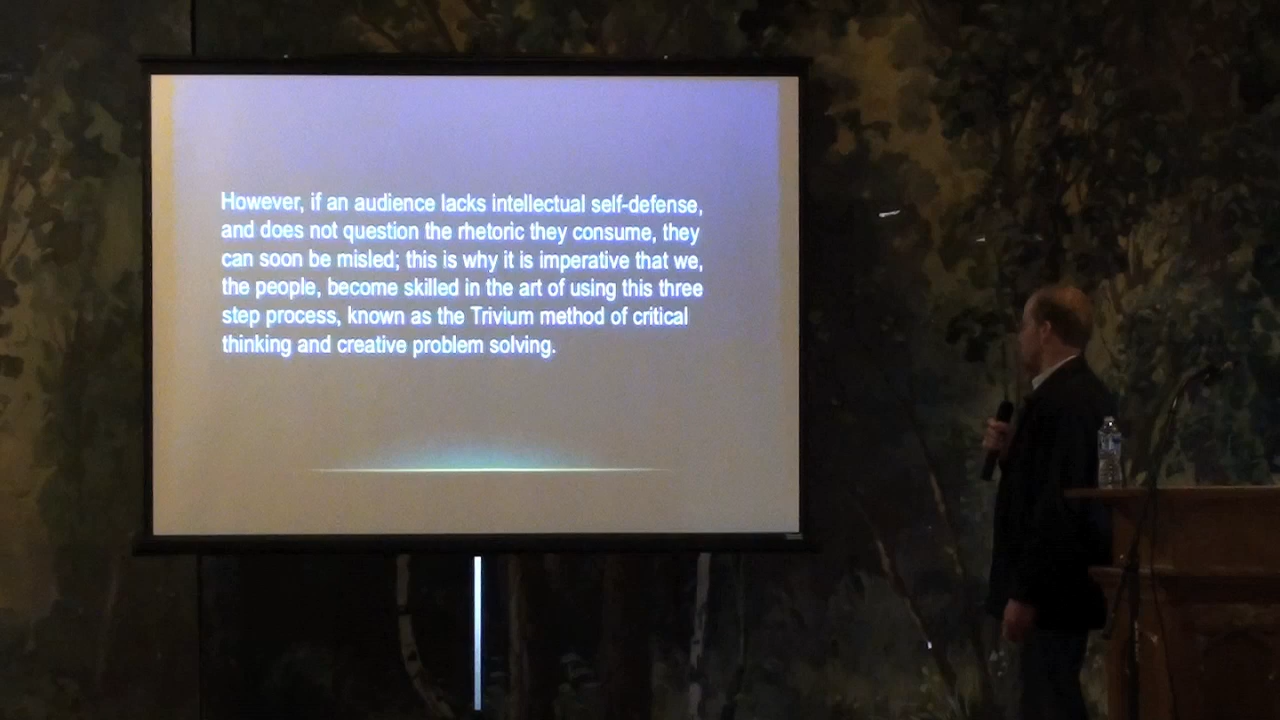 However, if an audience lacks intellectual self-defense,
and does not question the rhetoric they consume, they
can soon be misled; this is why it is imperative that we,
the people, become skilled in the art of using this three
step process, known as the Trivium method of critical
thinking and creative problem solving.